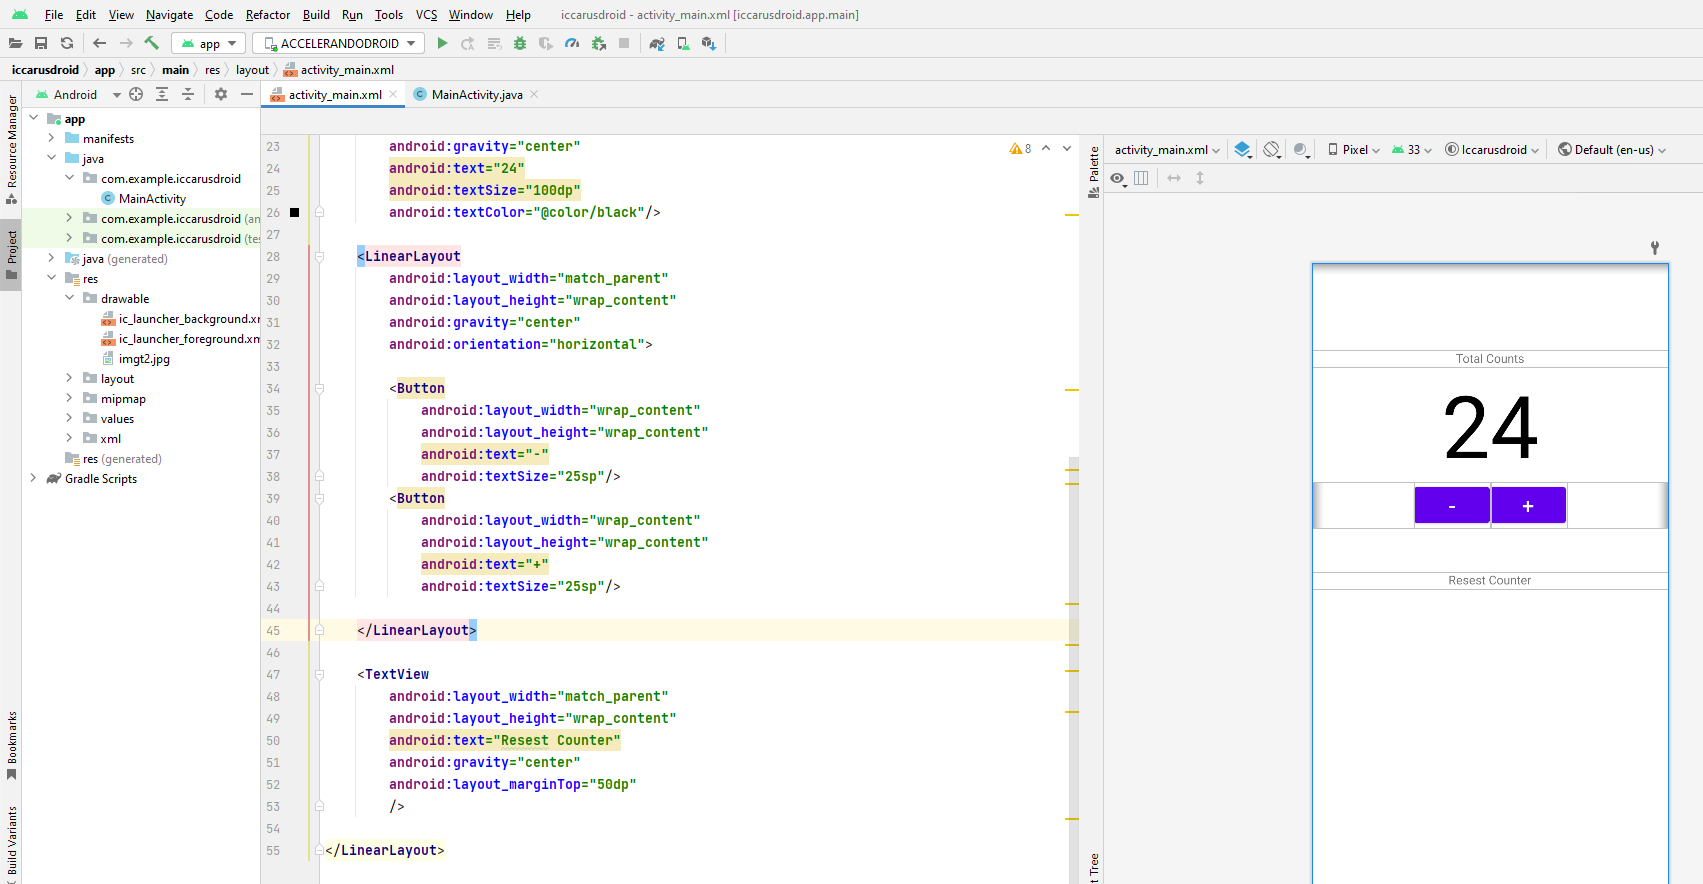 File Edit View Navigate Code Refactor Build Run Tools VCS Window Help iccarusdroid - activity_main.xml [iccarusdroid.app.main]
app ACCELERANDODROID
iccarusdroid app src main res layout activity_main.xml
Android
activity_main.xml MainActivity.java
Resource Manager
Project
Bookmarks
Build Variants
app
manifests
java
com.example.iccarusdroid
MainActivity
com.example.iccarusdroid (an
com.example.iccarusdroid (tes
java (generated)
res
drawable
ic_launcher_background.xm
ic_launcher_foreground.xm
imgt2.jpg
layout
mipmap
values
xml
res (generated)
Gradle Scripts
8
23 android:gravity="center"
24 android:text="24"
25 android:textSize="100dp"
26 android:textColor="@color/black"/>
27
28 <LinearLayout
29 android:layout_width="match_parent"
30 android:layout_height="wrap_content"
31 android:gravity="center"
32 android:orientation="horizontal">
33
34 <Button
35 android:layout_width="wrap_content"
36 android:layout_height="wrap_content"
37 android:text="-"
38 android:textSize="25sp"/>
39 <Button
40 android:layout_width="wrap_content"
41 android:layout_height="wrap_content"
42 android:text="+"
43 android:textSize="25sp"/>
44
45 </LinearLayout>
46
47 <TextView
48 android:layout_width="match_parent"
49 android:layout_height="wrap_content"
50 android:text="Resest Counter"
51 android:gravity="center"
52 android:layout_marginTop="50dp"
53 />
54
55 </LinearLayout>
Palette
t Tree
activity_main.xml Pixel 33 Iccarusdroid Default (en-us)
Total Counts
24
- +
Resest Counter